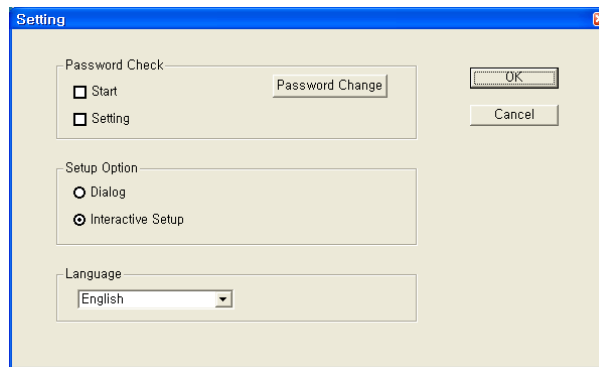 Setting
Password Check
Start
Password Change
Setting
OK
Cancel
Setup Option
Dialog
Interactive Setup
Language
English